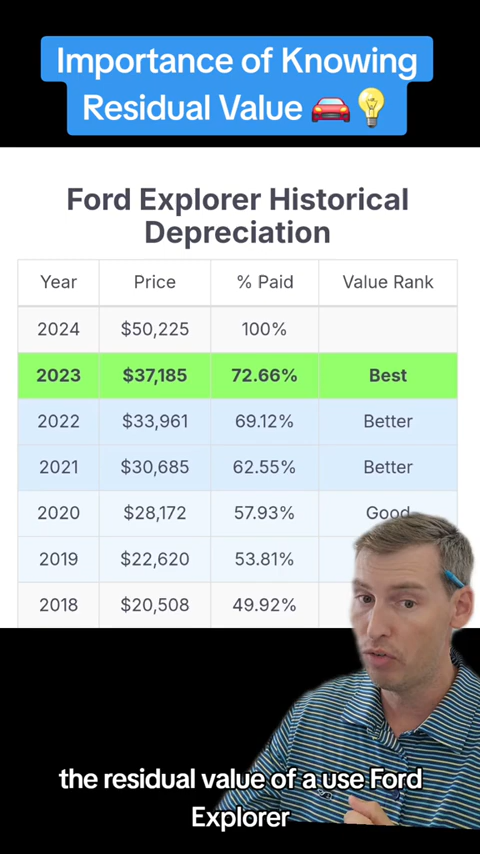 Importance of Knowing
Residual Value 🚗💡
Ford Explorer Historical
Depreciation
Year Price % Paid Value Rank
2024 $50,225 100%
2023 $37,185 72.66% Best
2022 $33,961 69.12% Better
2021 $30,685 62.55% Better
2020 $28,172 57.93% Good
2019 $22,620 53.81%
2018 $20,508 49.92%
the residual value of a use Ford
Explorer